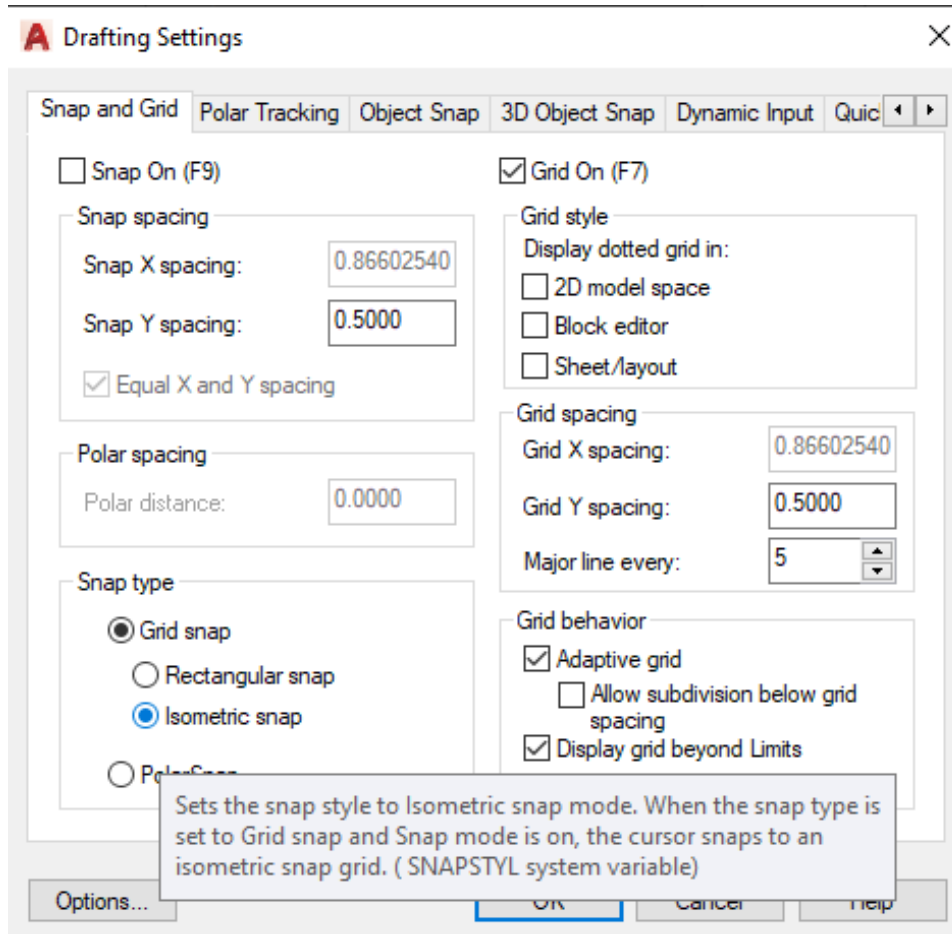 Drafting Settings
Snap and Grid Polar Tracking Object Snap 3D Object Snap Dynamic Input Quic
Snap On (F9)
Snap spacing
Snap X spacing: 0.86602540
Snap Y spacing: 0.5000
Equal X and Y spacing
Polar spacing
Polar distance: 0.0000
Snap type
Grid snap
Rectangular snap
Isometric snap
Grid On (F7)
Grid style
Display dotted grid in:
2D model space
Block editor
Sheet/layout
Grid spacing
Grid X spacing: 0.86602540
Grid Y spacing: 0.5000
Major line every: 5
Grid behavior
Adaptive grid
Allow subdivision below grid
spacing
Display grid beyond Limits
PolarSnap
Sets the snap style to Isometric snap mode. When the snap type is
set to Grid snap and Snap mode is on, the cursor snaps to an
isometric snap grid. ( SNAPSTYL system variable)
Options... OK Cancel Help